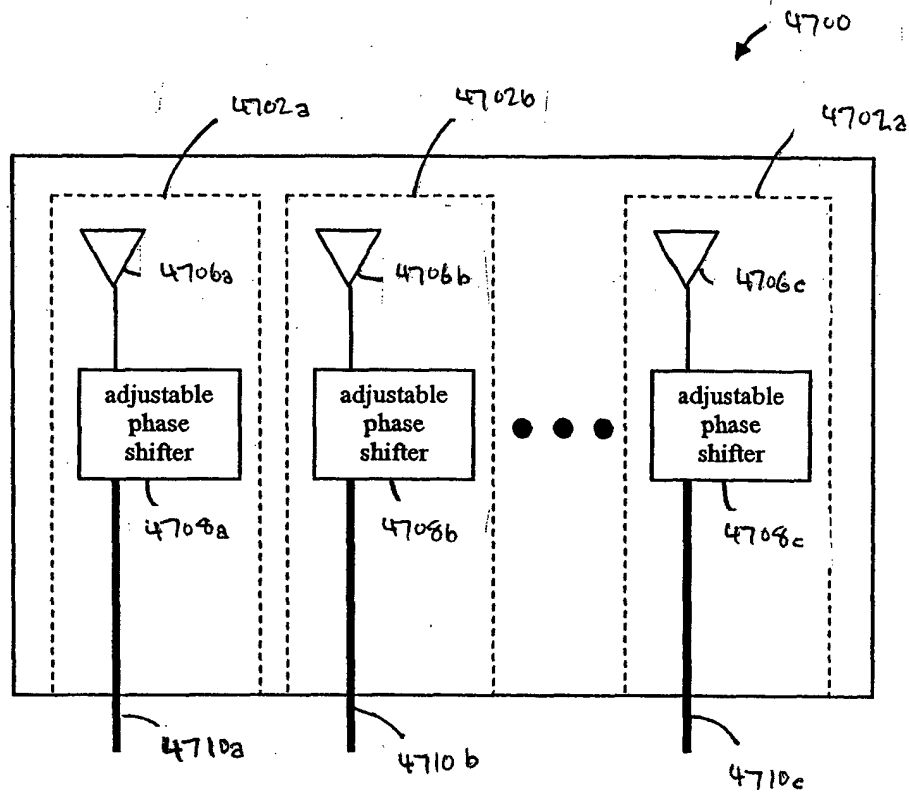 4700
4702a
4702b
4702a
4706a
4706b
4706c
adjustable
phase
shifter
adjustable
phase
shifter
adjustable
phase
shifter
4708a
4708b
4708c
4710a
4710b
4710c